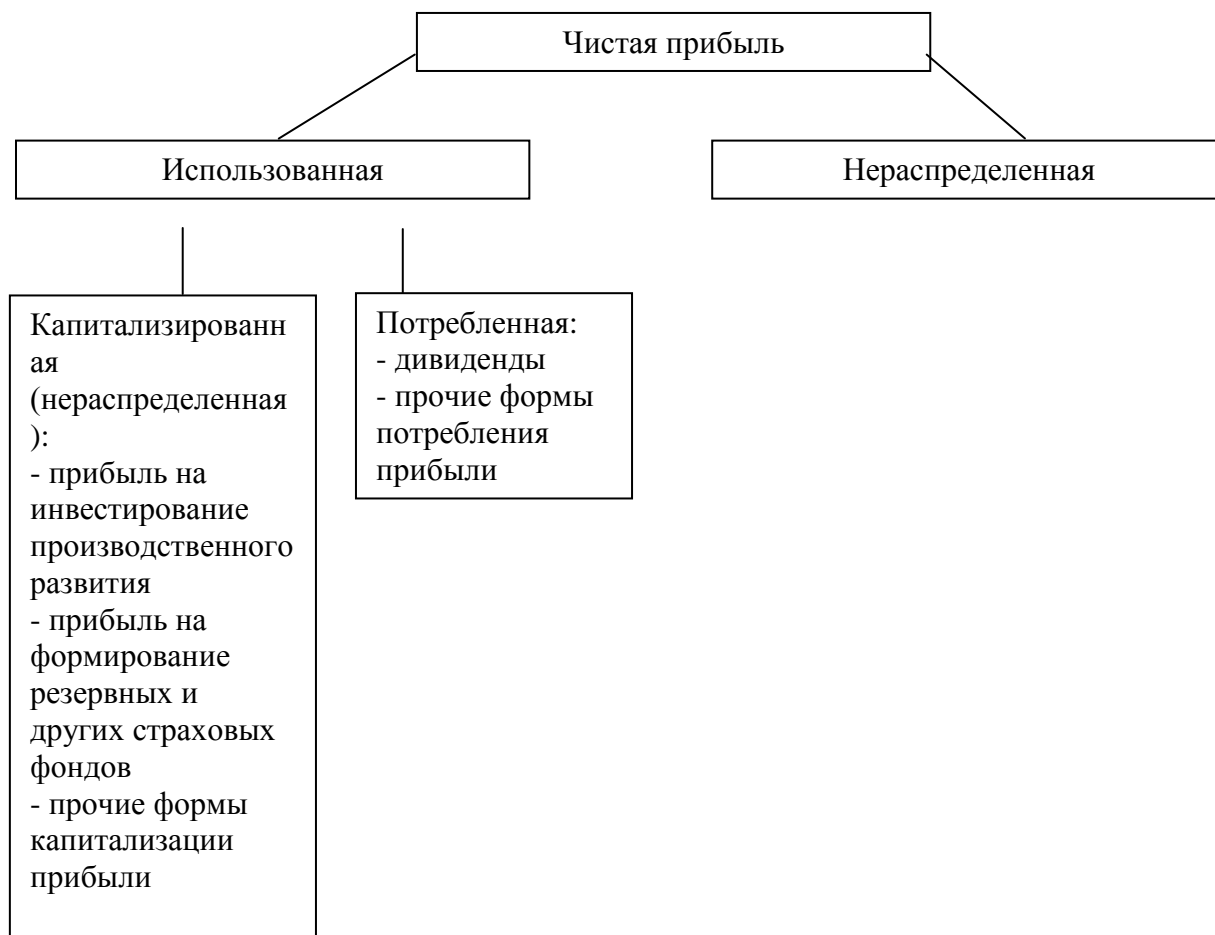 Чистая прибыль
Использованная
Нераспределенная
Капитализированн
ая
(нераспределенная
):
- прибыль на
инвестирование
производственного
развития
- прибыль на
формирование
резервных и
других страховых
фондов
- прочие формы
капитализации
прибыли
Потребленная:
- дивиденды
- прочие формы
потребления
прибыли